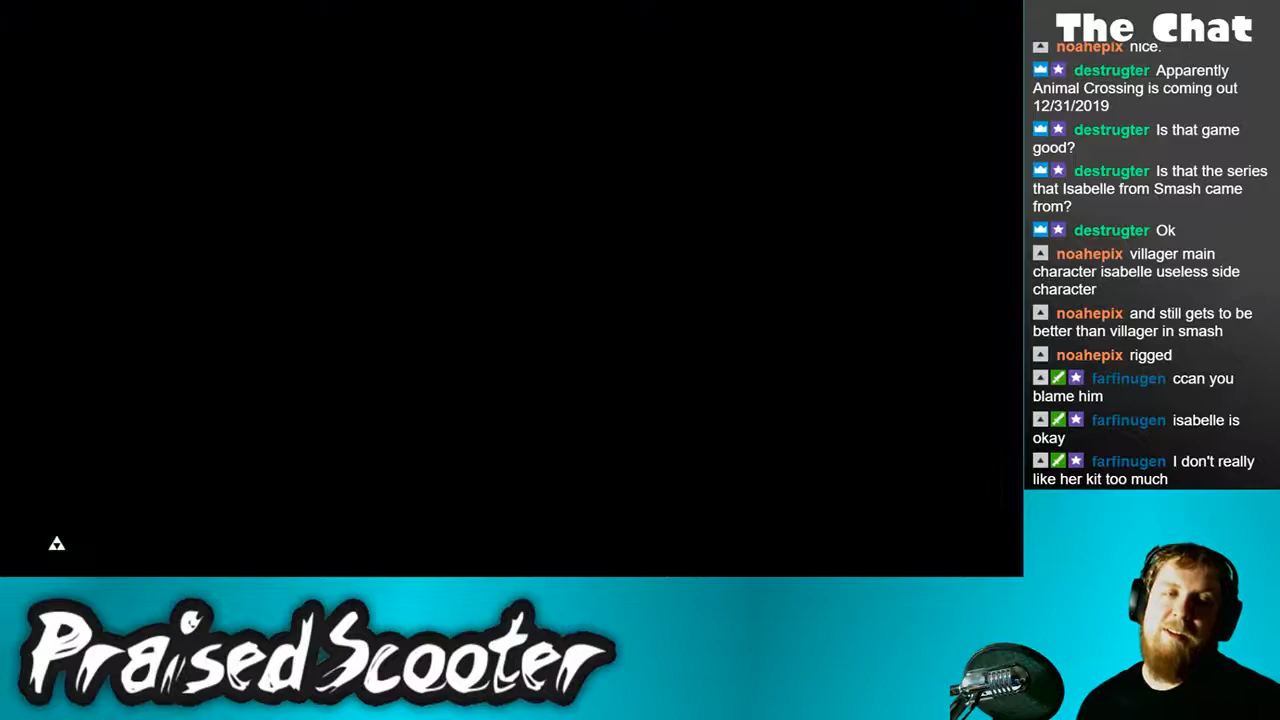 The Chat
noahepix nice.
destrugter Apparently
Animal Crossing is coming out
12/31/2019
destrugter Is that game
good?
destrugter Is that the series
that Isabelle from Smash came
from?
destrugter Ok
noahepix villager main
character isabelle useless side
character
noahepix and still gets to be
better than villager in smash
noahepix rigged
farfinugen ccan you
blame him
farfinugen isabelle is
okay
farfinugen I don't really
like her kit too much
PraisedScooter